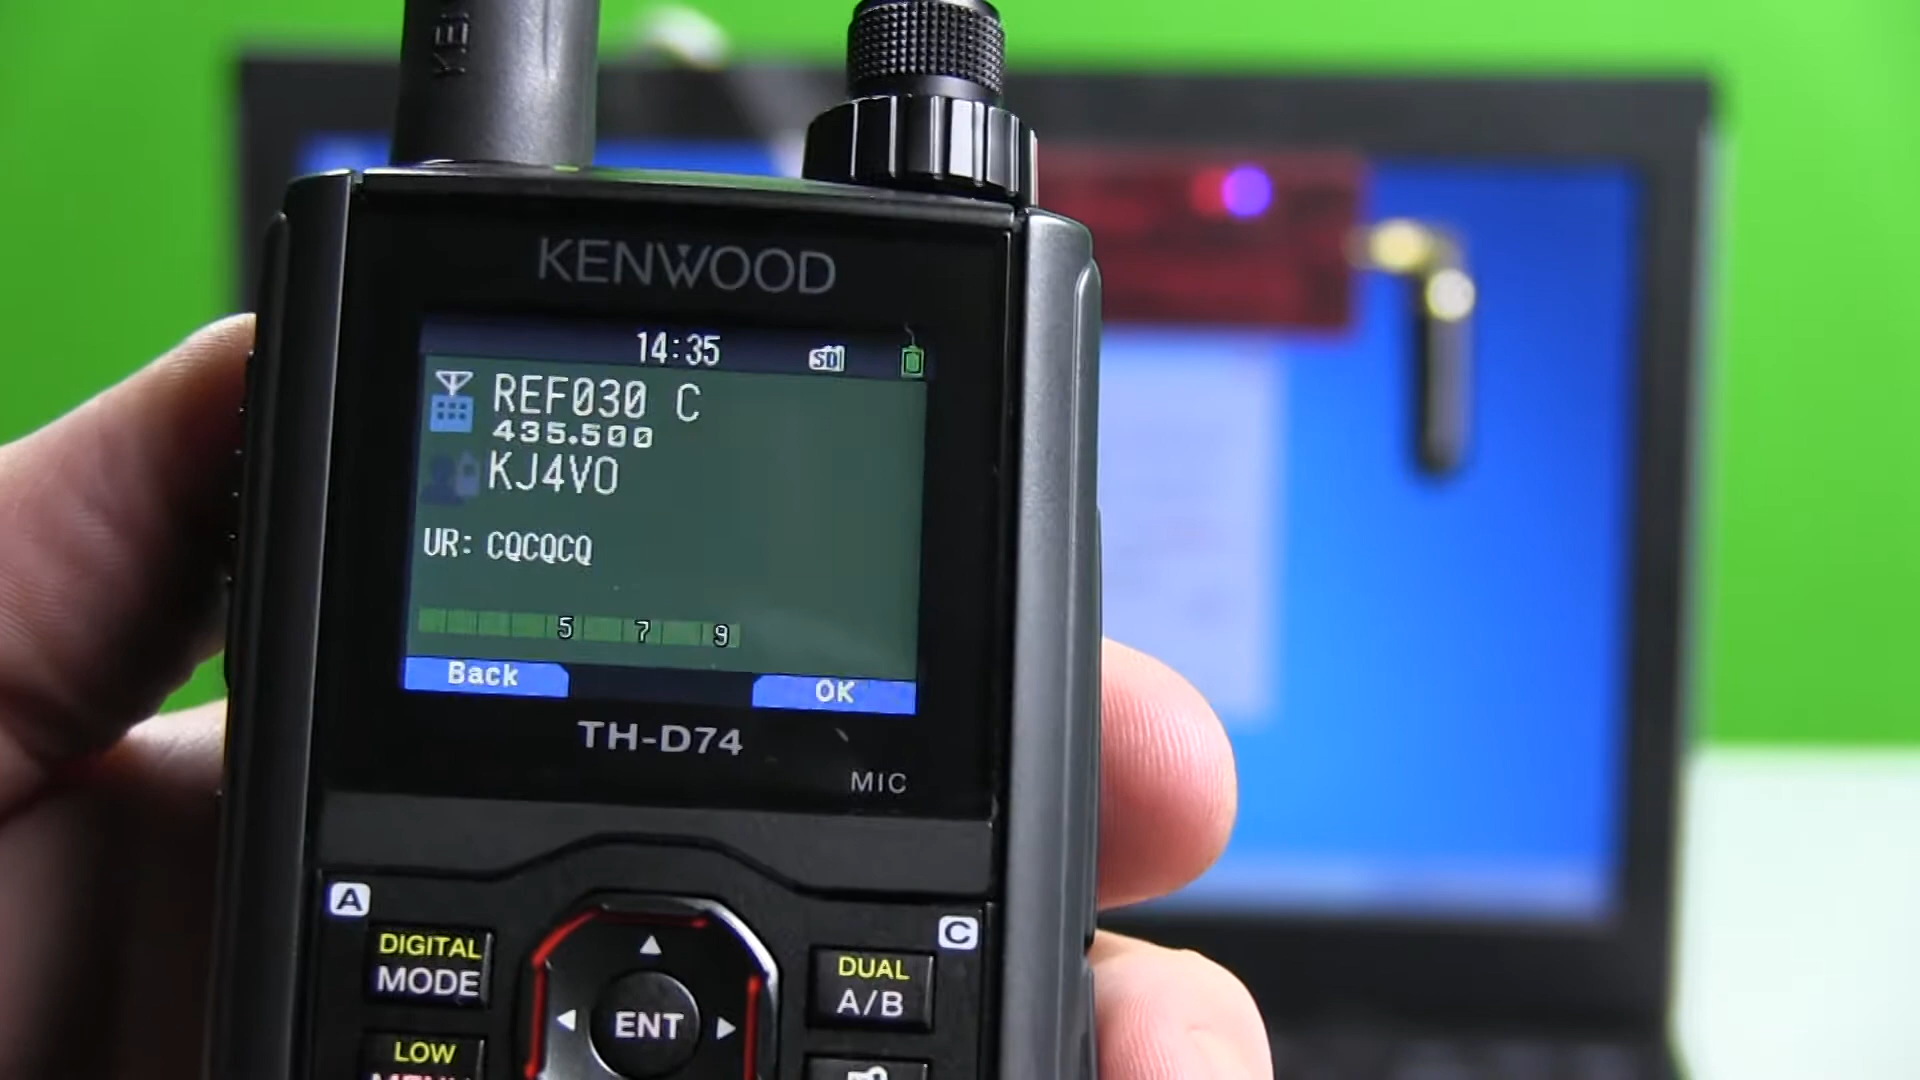 KENWOOD
14:35
SD
REF030 C
435.500
KJ4VO
UR: CQCQCQ
5 7 9
Back OK
TH-D74
MIC
A
C
DIGITAL
MODE
DUAL
A/B
ENT
LOW
MENU